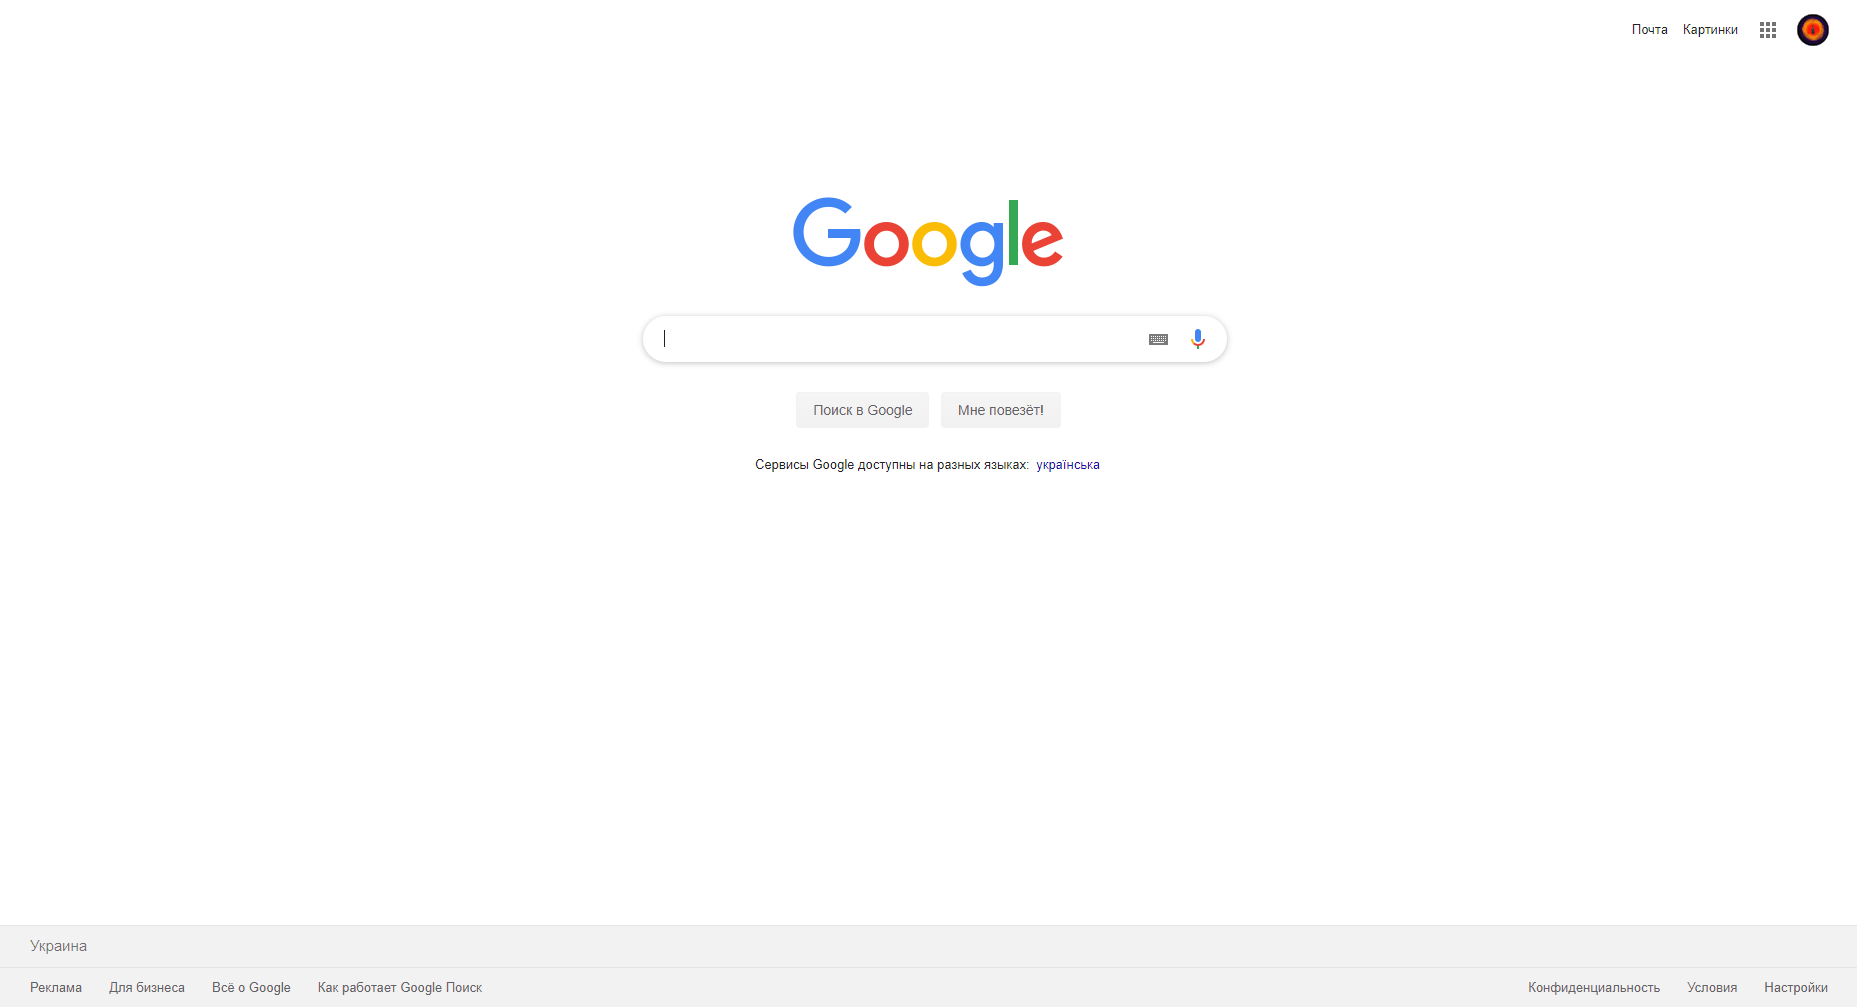 Почта Картинки
Google
Поиск в Google Мне повезёт!
Сервисы Google доступны на разных языках: українська
Украина
Реклама Для бизнеса Всё о Google Как работает Google Поиск Конфиденциальность Условия Настройки